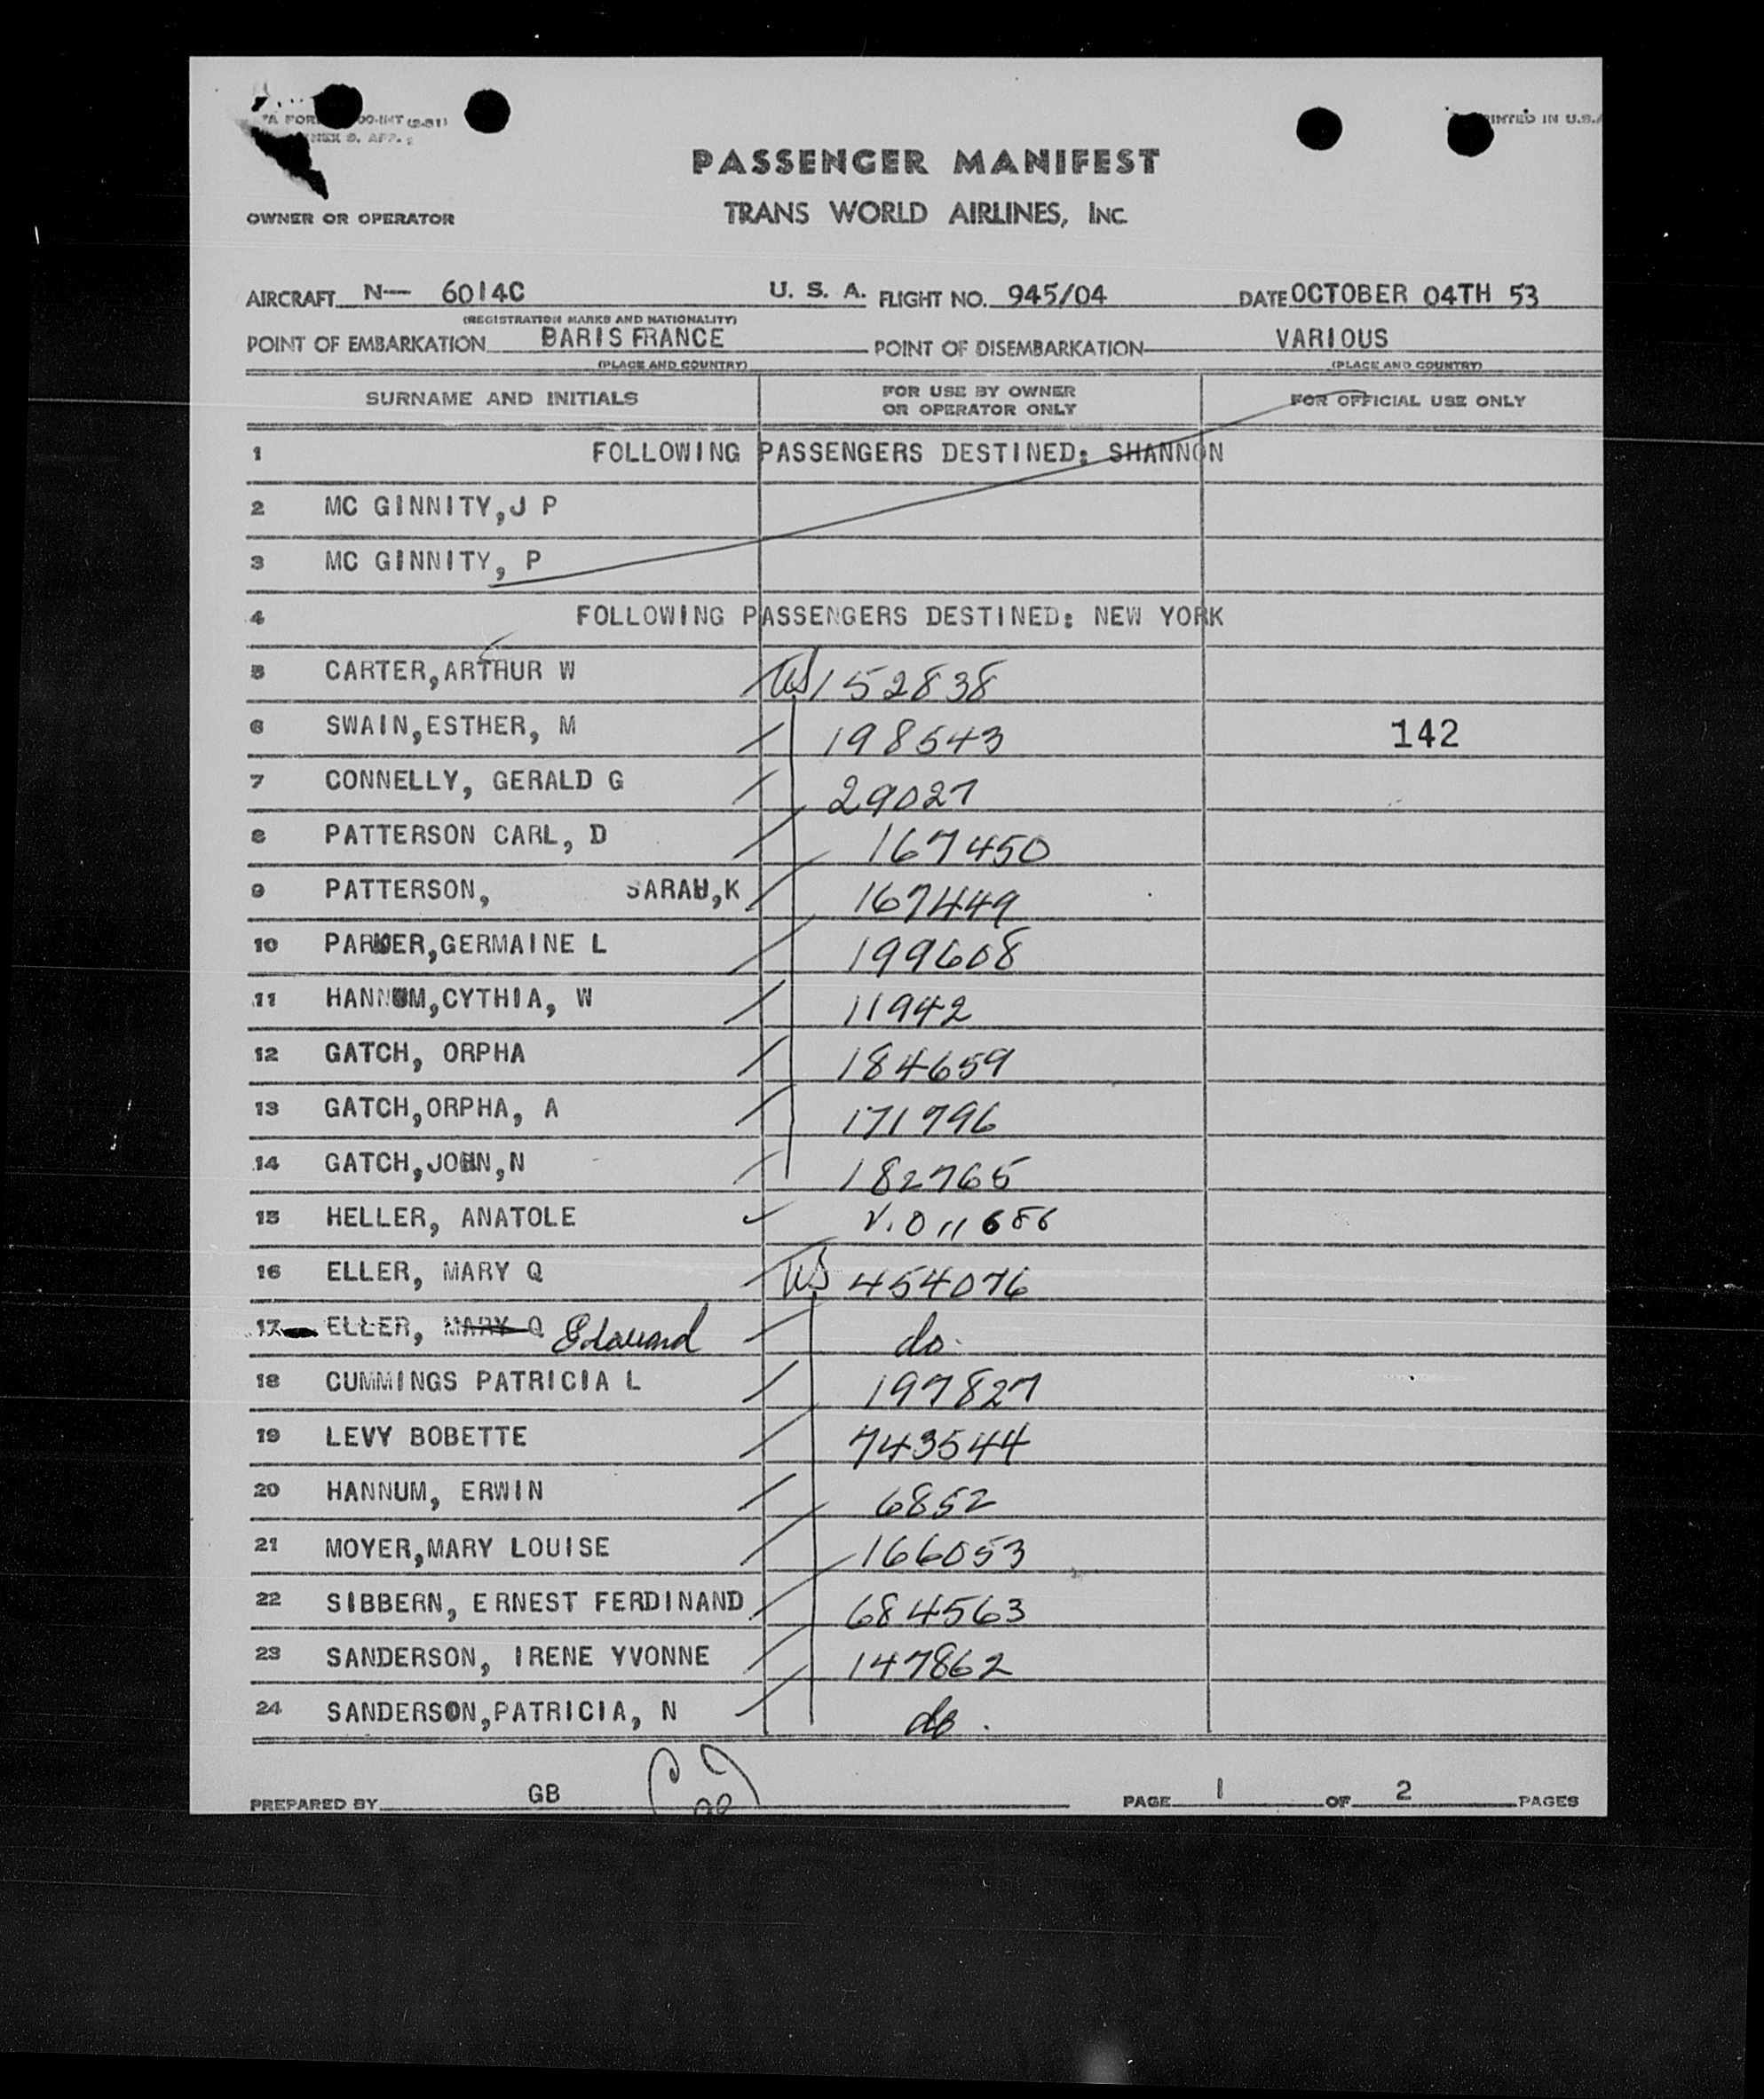 (2-51)
PRINTED IN U.S.A
PASSENGER MANIFEST
OWNER OR OPERATOR TRANS WORLD AIRLINES, INC.
AIRCRAFT N— 6014C U. S. A. FLIGHT NO. 945/04 DATE OCTOBER 04TH 53
(REGISTRATION MARKS AND NATIONALITY)
POINT OF EMBARKATION BARIS FRANCE POINT OF DISEMBARKATION VARIOUS
(PLACE AND COUNTRY) (PLACE AND COUNTRY)
SURNAME AND INITIALS FOR USE BY OWNER OR OPERATOR ONLY FOR OFFICIAL USE ONLY
1 FOLLOWING PASSENGERS DESTINED: SHANNON
2 MC GINNITY,J P
3 MC GINNITY, P
4 FOLLOWING PASSENGERS DESTINED: NEW YORK
5 CARTER,ARTHUR W US 152838
6 SWAIN,ESTHER, M 198543 142
7 CONNELLY, GERALD G 29027
8 PATTERSON CARL, D 167450
9 PATTERSON, SARAH,K 167449
10 PARKER,GERMAINE L 199608
11 HANNUM,CYTHIA, W 11942
12 GATCH, ORPHA 184659
13 GATCH,ORPHA, A 171796
14 GATCH,JOHN,N 182765
15 HELLER, ANATOLE V.011686
16 ELLER, MARY Q US 454076
17 ELLER, MARY Q Edouard do.
18 CUMMINGS PATRICIA L 197827
19 LEVY BOBETTE 743544
20 HANNUM, ERWIN 6852
21 MOYER,MARY LOUISE 166053
22 SIBBERN, ERNEST FERDINAND 684563
23 SANDERSON, IRENE YVONNE 147862
24 SANDERSON,PATRICIA, N do.
PREPARED BY GB PAGE 1 OF 2 PAGES